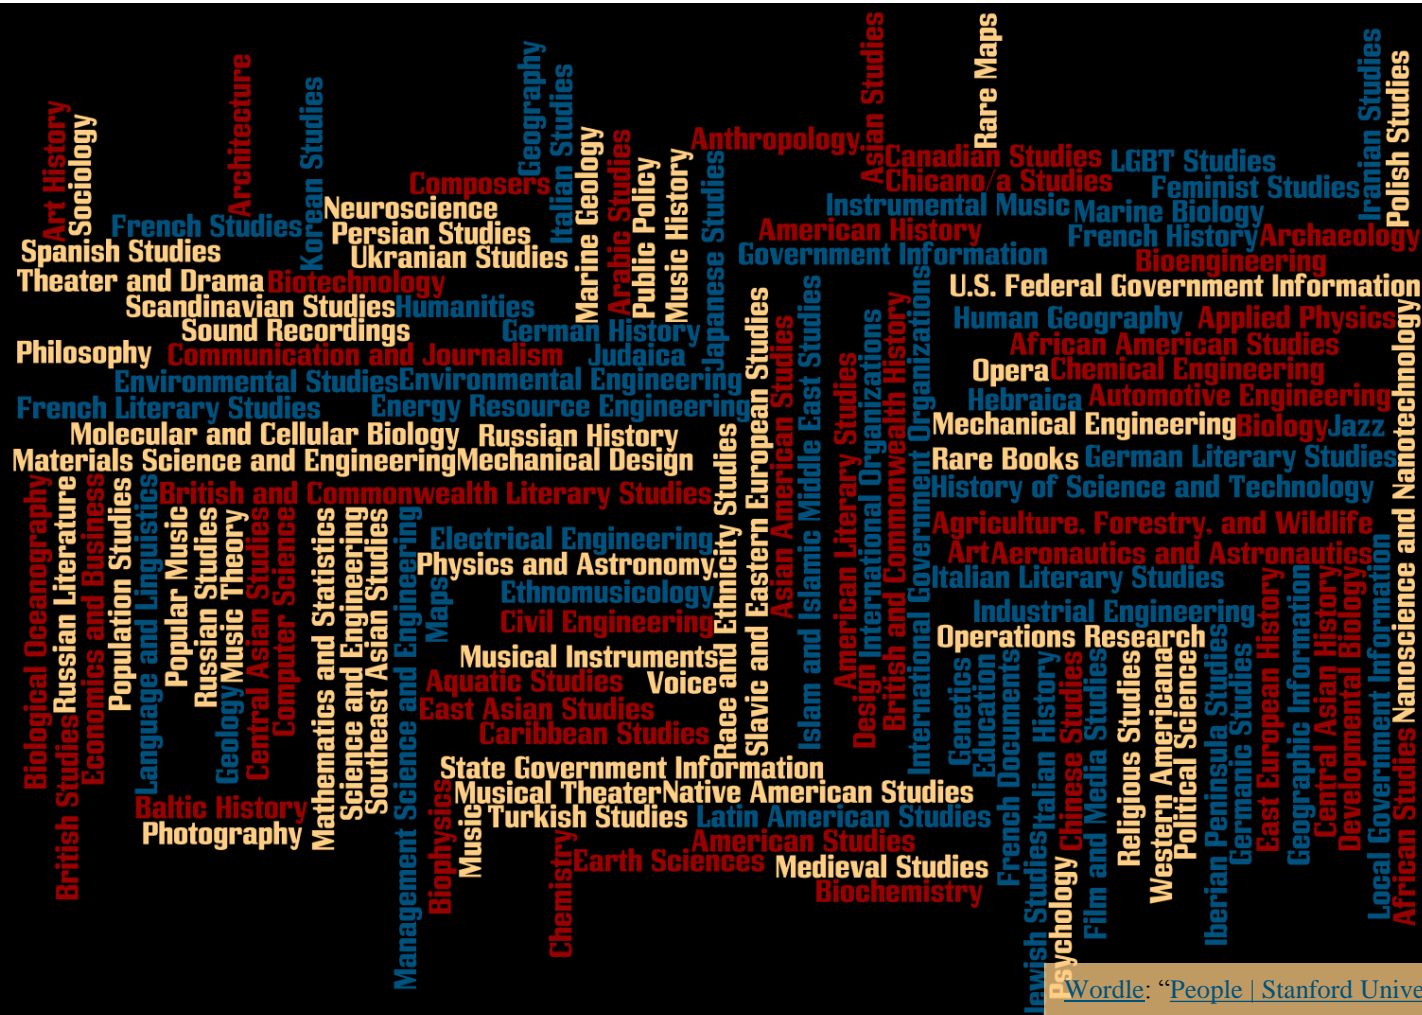 Art History
Sociology
Architecture
Korean Studies
French Studies
Spanish Studies
Theater and Drama
Biotechnology
Scandinavian Studies
Humanities
Sound Recordings
Philosophy
Communication and Journalism
Composers
Neuroscience
Persian Studies
Ukranian Studies
Geography
Italian Studies
Marine Geology
Arabic Studies
Public Policy
Music History
Japanese Studies
German History
Judaica
Environmental Studies
Environmental Engineering
French Literary Studies
Energy Resource Engineering
Molecular and Cellular Biology
Russian History
Materials Science and Engineering
Mechanical Design
Anthropology
Asian Studies
Rare Maps
Canadian Studies
Chicano/a Studies
LGBT Studies
Feminist Studies
Iranian Studies
Polish Studies
Instrumental Music
Marine Biology
American History
French History
Archaeology
Government Information
Bioengineering
U.S. Federal Government Information
Human Geography
Applied Physics
African American Studies
Opera
Chemical Engineering
Hebraica
Automotive Engineering
Mechanical Engineering
Biology
Jazz
Rare Books
German Literary Studies
History of Science and Technology
Agriculture, Forestry, and Wildlife
Art
Aeronautics and Astronautics
Italian Literary Studies
Industrial Engineering
Operations Research
Nanoscience and Nanotechnology
Race and Ethnicity Studies
Slavic and Eastern European Studies
Asian American Studies
Islam and Islamic Middle East Studies
American Literary Studies
Design
International Organizations
British and Commonwealth History
International Government Organizations
Biological Oceanography
Russian Literature
British Studies
Economics and Business
Population Studies
Language and Linguistics
British and Commonwealth Literary Studies
Popular Music
Russian Studies
Music Theory
Geology
Central Asian Studies
Computer Science
Mathematics and Statistics
Science and Engineering
Southeast Asian Studies
Management Science and Engineering
Maps
Electrical Engineering
Physics and Astronomy
Ethnomusicology
Civil Engineering
Musical Instruments
Aquatic Studies
Voice
East Asian Studies
Caribbean Studies
State Government Information
Baltic History
Photography
Biophysics
Music
Musical Theater
Native American Studies
Turkish Studies
Latin American Studies
American Studies
Chemistry
Earth Sciences
Medieval Studies
Biochemistry
Genetics
Education
French Documents
Italian History
Jewish Studies
Chinese Studies
Psychology
Film and Media Studies
Religious Studies
Western Americana
Political Science
Iberian Peninsula Studies
Germanic Studies
East European History
Geographic Information
Central Asian History
Developmental Biology
Local Government Information
African Studies
Wordle: “People | Stanford Unive